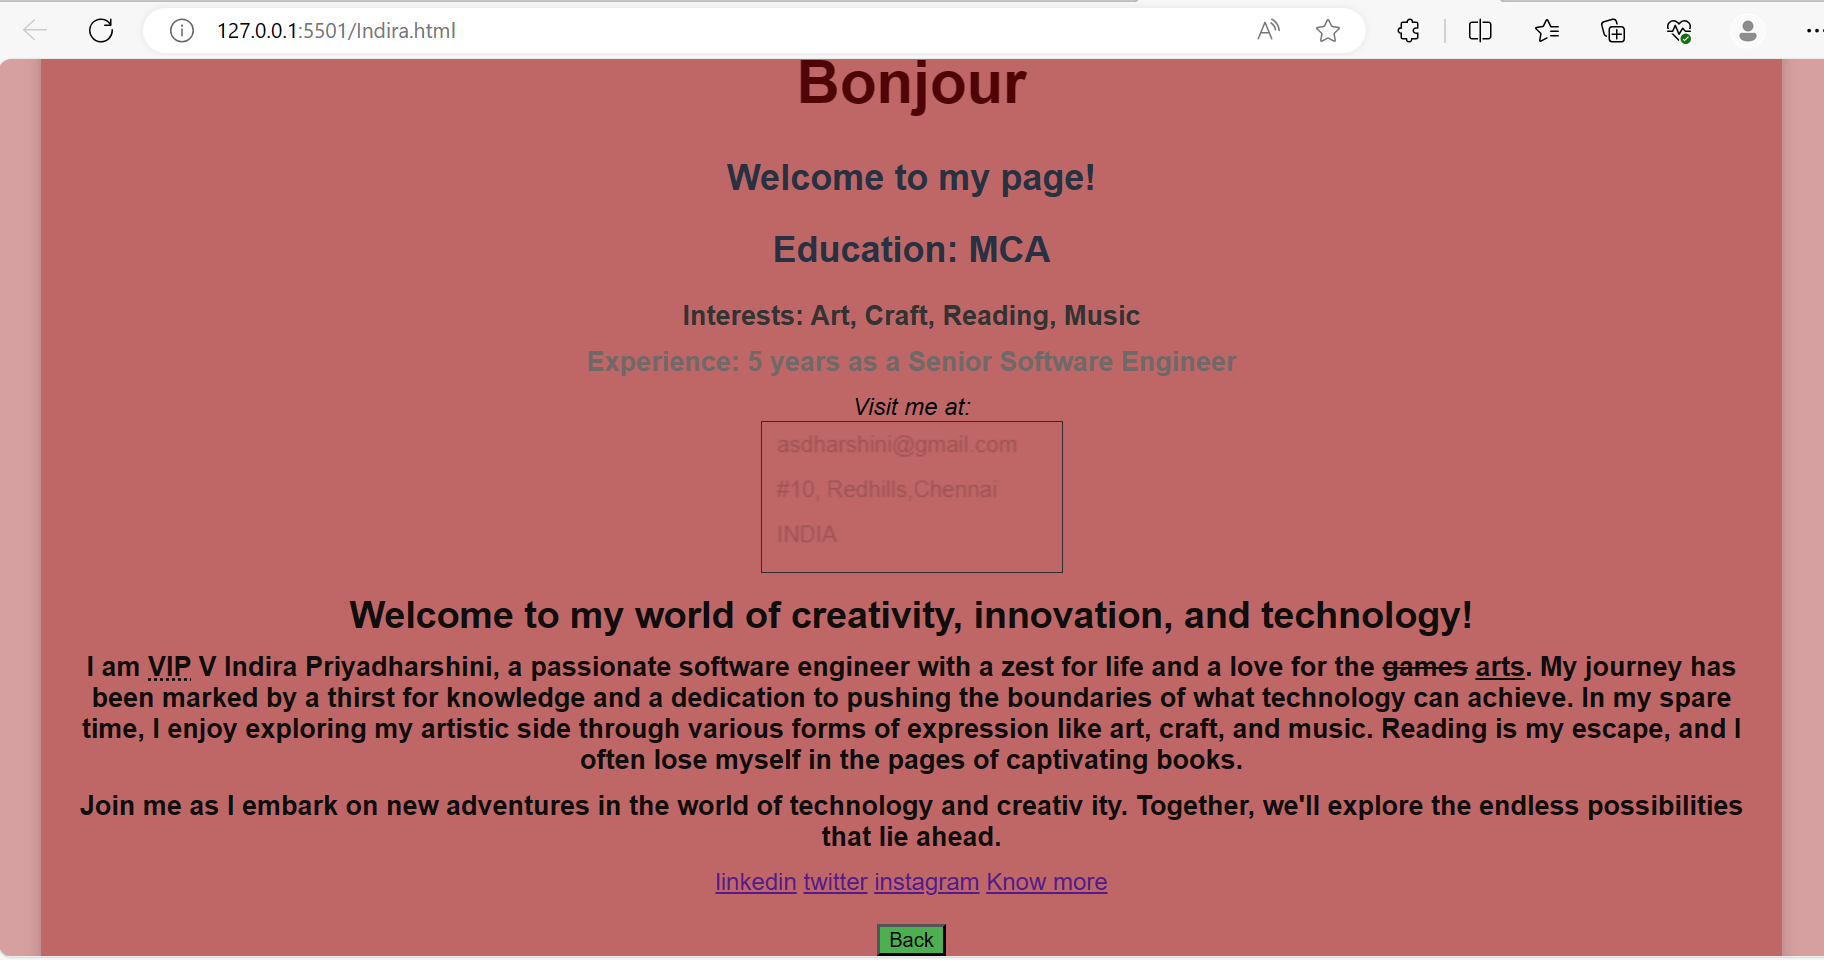 127.0.0.1:5501/Indira.html
Bonjour
Welcome to my page!
Education: MCA
Interests: Art, Craft, Reading, Music
Experience: 5 years as a Senior Software Engineer
Visit me at:
asdharshini@gmail.com
#10, Redhills,Chennai
INDIA
Welcome to my world of creativity, innovation, and technology!
I am VIP V Indira Priyadharshini, a passionate software engineer with a zest for life and a love for the games arts. My journey has
been marked by a thirst for knowledge and a dedication to pushing the boundaries of what technology can achieve. In my spare
time, I enjoy exploring my artistic side through various forms of expression like art, craft, and music. Reading is my escape, and I
often lose myself in the pages of captivating books.
Join me as I embark on new adventures in the world of technology and creativ ity. Together, we'll explore the endless possibilities
that lie ahead.
linkedin twitter instagram Know more
Back